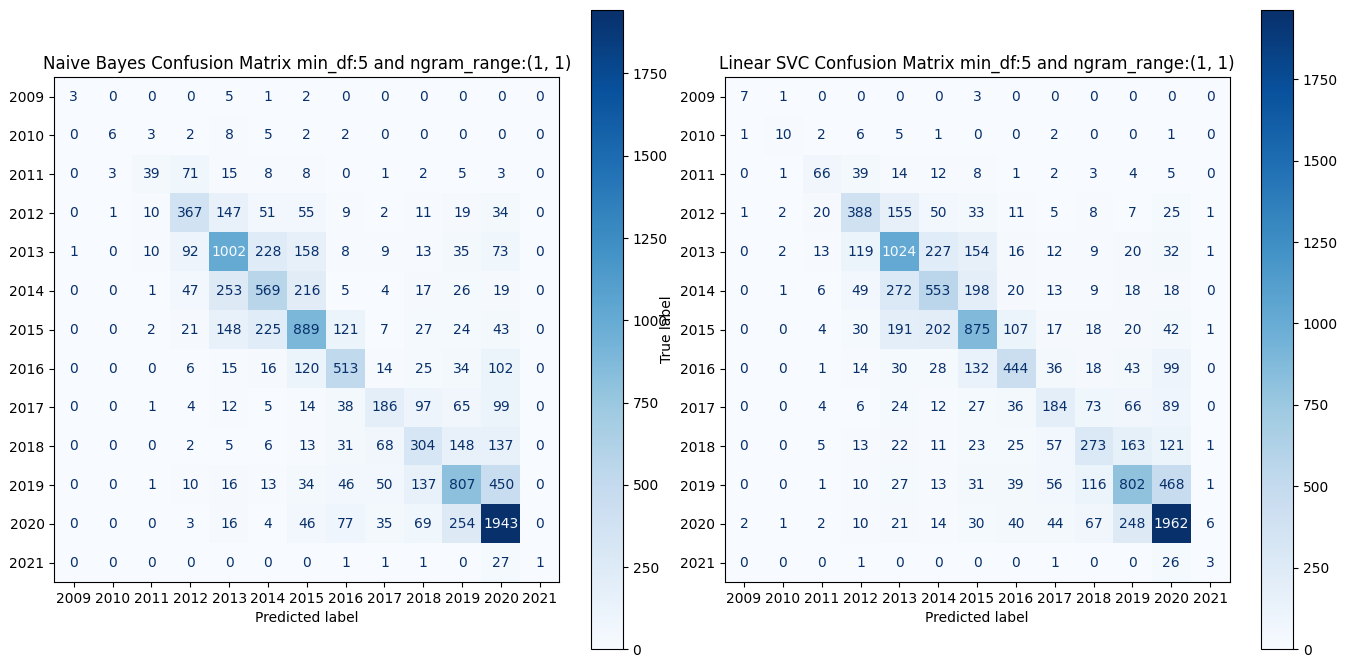 Naive Bayes Confusion Matrix min_df:5 and ngram_range:(1, 1)
2009 3 0 0 0 5 1 2 0 0 0 0 0 0
2010 0 6 3 2 8 5 2 2 0 0 0 0 0
2011 0 3 39 71 15 8 8 0 1 2 5 3 0
2012 0 1 10 367 147 51 55 9 2 11 19 34 0
2013 1 0 10 92 1002 228 158 8 9 13 35 73 0
2014 0 0 1 47 253 569 216 5 4 17 26 19 0
2015 0 0 2 21 148 225 889 121 7 27 24 43 0
2016 0 0 0 6 15 16 120 513 14 25 34 102 0
2017 0 0 1 4 12 5 14 38 186 97 65 99 0
2018 0 0 0 2 5 6 13 31 68 304 148 137 0
2019 0 0 1 10 16 13 34 46 50 137 807 450 0
2020 0 0 0 3 16 4 46 77 35 69 254 1943 0
2021 0 0 0 0 0 0 0 1 1 1 0 27 1
2009 2010 2011 2012 2013 2014 2015 2016 2017 2018 2019 2020 2021
Predicted label
1750
1500
1250
1000
750
500
250
0
Linear SVC Confusion Matrix min_df:5 and ngram_range:(1, 1)
True label
2009 7 1 0 0 0 0 3 0 0 0 0 0 0
2010 1 10 2 6 5 1 0 0 2 0 0 1 0
2011 0 1 66 39 14 12 8 1 2 3 4 5 0
2012 1 2 20 388 155 50 33 11 5 8 7 25 1
2013 0 2 13 119 1024 227 154 16 12 9 20 32 1
2014 0 1 6 49 272 553 198 20 13 9 18 18 0
2015 0 0 4 30 191 202 875 107 17 18 20 42 1
2016 0 0 1 14 30 28 132 444 36 18 43 99 0
2017 0 0 4 6 24 12 27 36 184 73 66 89 0
2018 0 0 5 13 22 11 23 25 57 273 163 121 1
2019 0 0 1 10 27 13 31 39 56 116 802 468 1
2020 2 1 2 10 21 14 30 40 44 67 248 1962 6
2021 0 0 0 1 0 0 0 0 1 0 0 26 3
2009 2010 2011 2012 2013 2014 2015 2016 2017 2018 2019 2020 2021
Predicted label
1750
1500
1250
1000
750
500
250
0